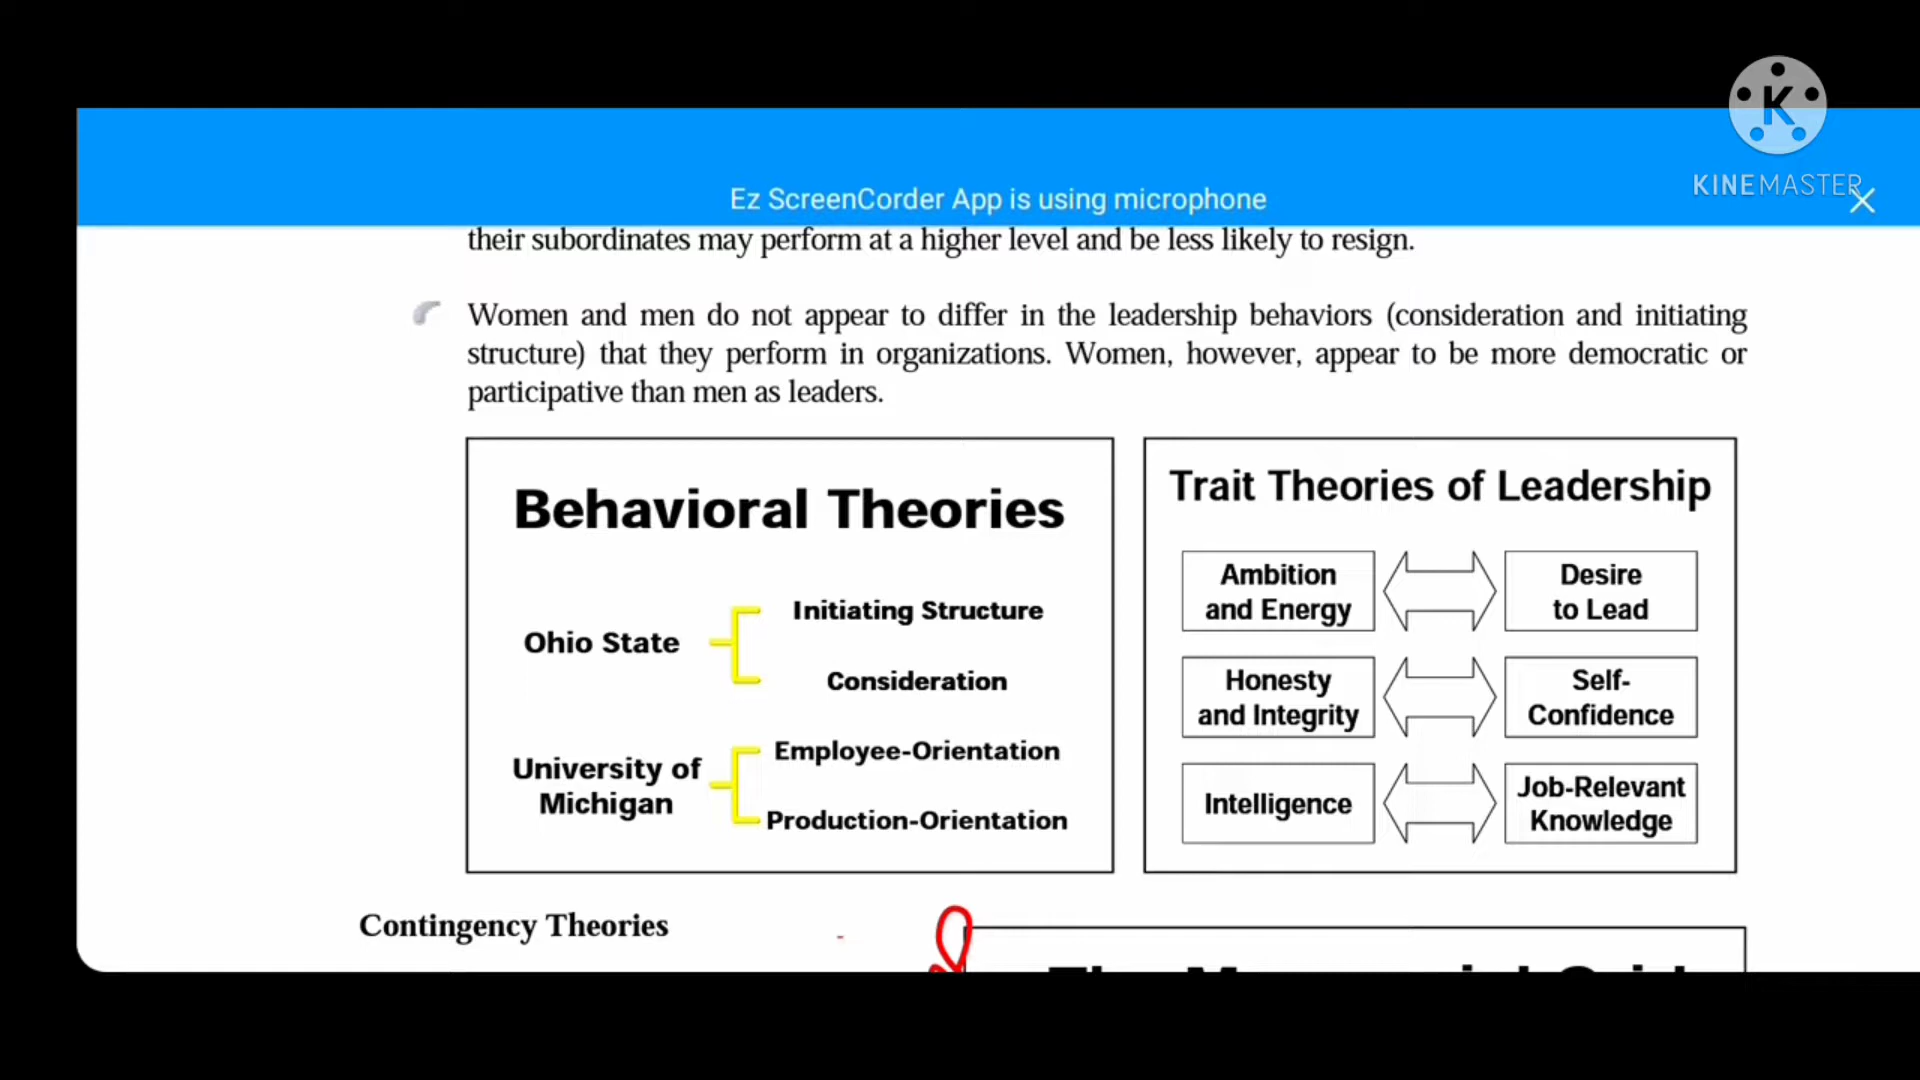 K
KINEMASTER
Ez ScreenCorder App is using microphone
their subordinates may perform at a higher level and be less likely to resign.
Women and men do not appear to differ in the leadership behaviors (consideration and initiating
structure) that they perform in organizations. Women, however, appear to be more democratic or
participative than men as leaders.
Behavioral Theories
Ohio State
Initiating Structure
Consideration
University of
Michigan
Employee-Orientation
Production-Orientation
Trait Theories of Leadership
Ambition
and Energy
Desire
to Lead
Honesty
and Integrity
Self-
Confidence
Intelligence
Job-Relevant
Knowledge
Contingency Theories